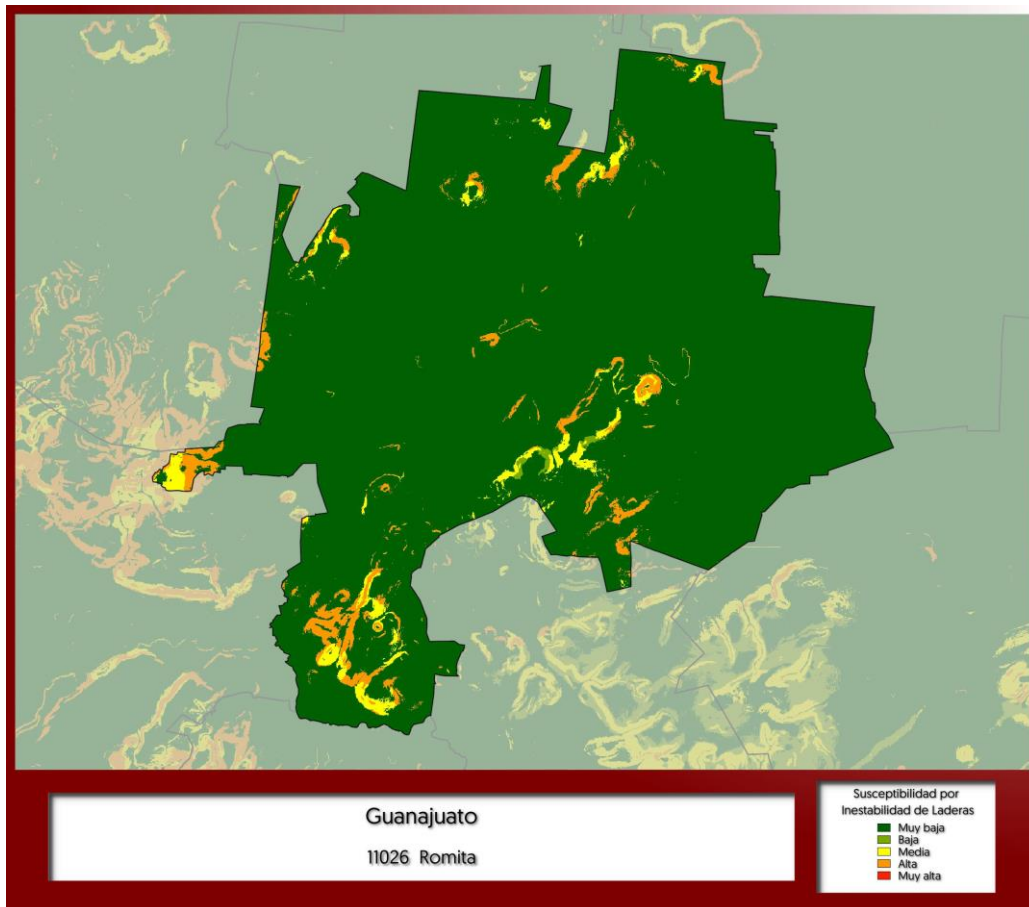 Guanajuato
11026 Romita
Susceptibilidad por
Inestabilidad de Laderas
Muy baja
Baja
Media
Alta
Muy alta